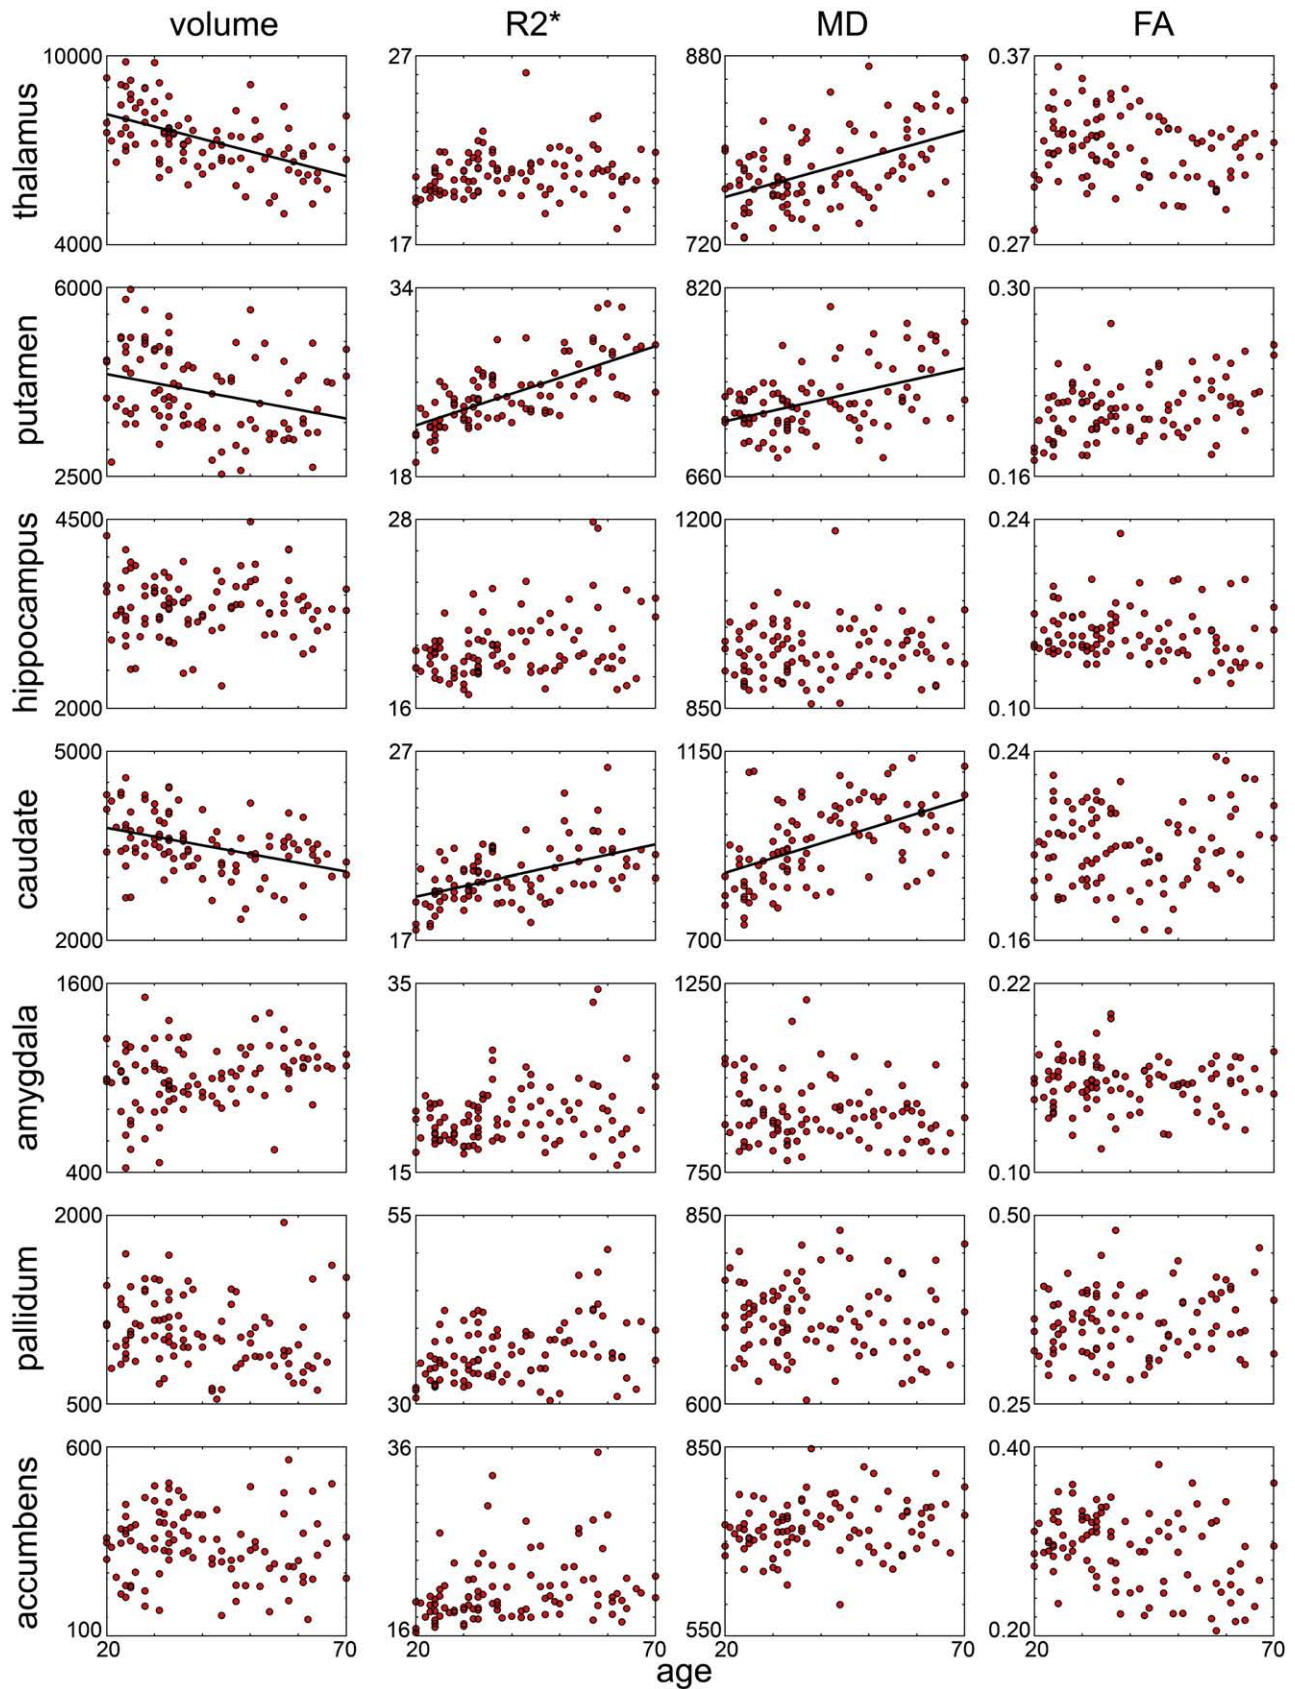 volume R2* MD FA
thalamus
10000 27 880 0.37
4000 17 720 0.27
putamen
6000 34 820 0.30
2500 18 660 0.16
hippocampus
4500 28 1200 0.24
2000 16 850 0.10
caudate
5000 27 1150 0.24
2000 17 700 0.16
amygdala
1600 35 1250 0.22
400 15 750 0.10
pallidum
2000 55 850 0.50
500 30 600 0.25
accumbens
600 36 850 0.40
100 16 550 0.20
20 70 20 70 20 70 20 70
age